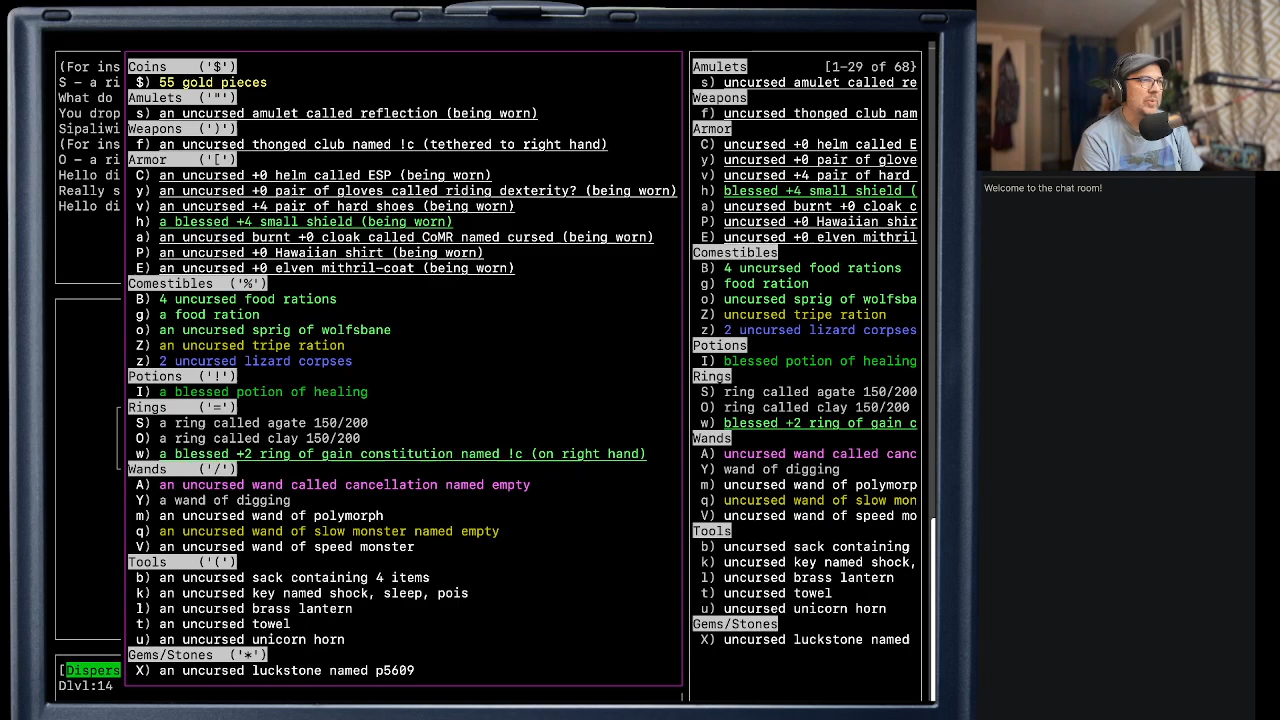 (For ins
S - a ri
What do
You drop
Sipaliwi
(For ins
O - a ri
Hello di
Really s
Hello di
[Dispers
Dlvl:14
Coins ('$')
$) 55 gold pieces
Amulets ('"')
s) an uncursed amulet called reflection (being worn)
Weapons (')')
f) an uncursed thonged club named !c (tethered to right hand)
Armor ('[')
C) an uncursed +0 helm called ESP (being worn)
y) an uncursed +0 pair of gloves called riding dexterity? (being worn)
v) an uncursed +4 pair of hard shoes (being worn)
h) a blessed +4 small shield (being worn)
a) an uncursed burnt +0 cloak called CoMR named cursed (being worn)
P) an uncursed +0 Hawaiian shirt (being worn)
E) an uncursed +0 elven mithril-coat (being worn)
Comestibles ('%')
B) 4 uncursed food rations
g) a food ration
o) an uncursed sprig of wolfsbane
Z) an uncursed tripe ration
z) 2 uncursed lizard corpses
Potions ('!')
I) a blessed potion of healing
Rings ('=')
S) a ring called agate 150/200
O) a ring called clay 150/200
w) a blessed +2 ring of gain constitution named !c (on right hand)
Wands ('/')
A) an uncursed wand called cancellation named empty
Y) a wand of digging
m) an uncursed wand of polymorph
q) an uncursed wand of slow monster named empty
V) an uncursed wand of speed monster
Tools ('(')
b) an uncursed sack containing 4 items
k) an uncursed key named shock, sleep, pois
l) an uncursed brass lantern
t) an uncursed towel
u) an uncursed unicorn horn
Gems/Stones ('*')
X) an uncursed luckstone named p5609
Amulets [1-29 of 68}
s) uncursed amulet called re
Weapons
f) uncursed thonged club nam
Armor
C) uncursed +0 helm called E
y) uncursed +0 pair of glove
v) uncursed +4 pair of hard
h) blessed +4 small shield (
a) uncursed burnt +0 cloak c
P) uncursed +0 Hawaiian shir
E) uncursed +0 elven mithril
Comestibles
B) 4 uncursed food rations
g) food ration
o) uncursed sprig of wolfsba
Z) uncursed tripe ration
z) 2 uncursed lizard corpses
Potions
I) blessed potion of healing
Rings
S) ring called agate 150/200
O) ring called clay 150/200
w) blessed +2 ring of gain c
Wands
A) uncursed wand called canc
Y) wand of digging
m) uncursed wand of polymorp
q) uncursed wand of slow mon
V) uncursed wand of speed mo
Tools
b) uncursed sack containing
k) uncursed key named shock,
l) uncursed brass lantern
t) uncursed towel
u) uncursed unicorn horn
Gems/Stones
X) uncursed luckstone named
Welcome to the chat room!